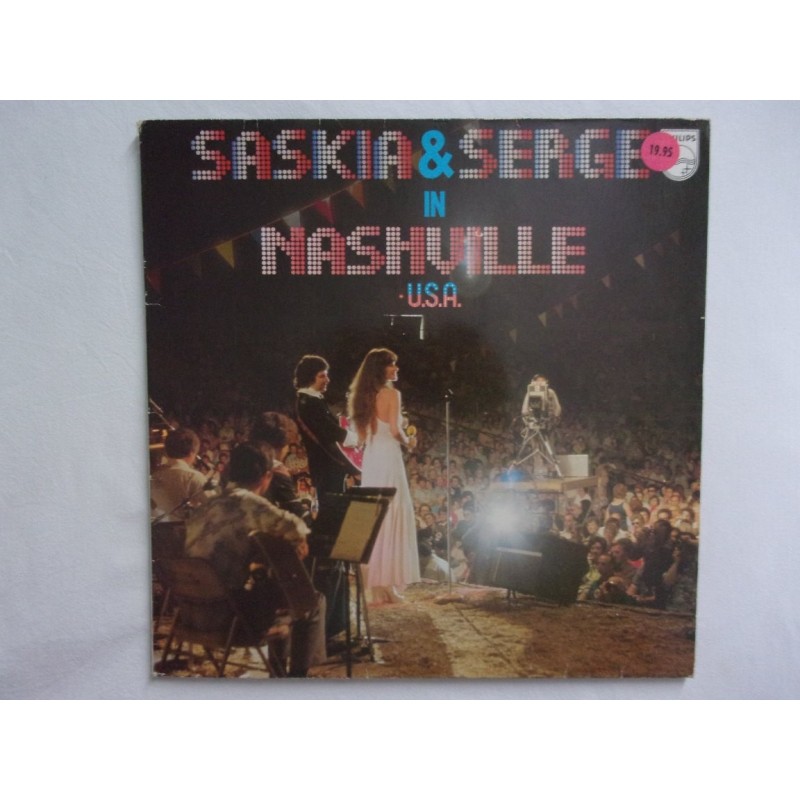 SASKIA & SERGE
19.95
PHILIPS
IN
NASHVILLE
U.S.A.